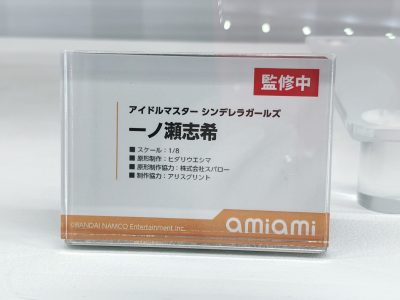 監修中
アイドルマスター シンデレラガールズ
一ノ瀬志希
■スケール：1/8
■原形制作：ヒダリウエシマ
■原形制作協力：株式会社スパロー
■制作協力：アリスグリント
©BANDAI NAMCO Entertainment Inc.
amiami